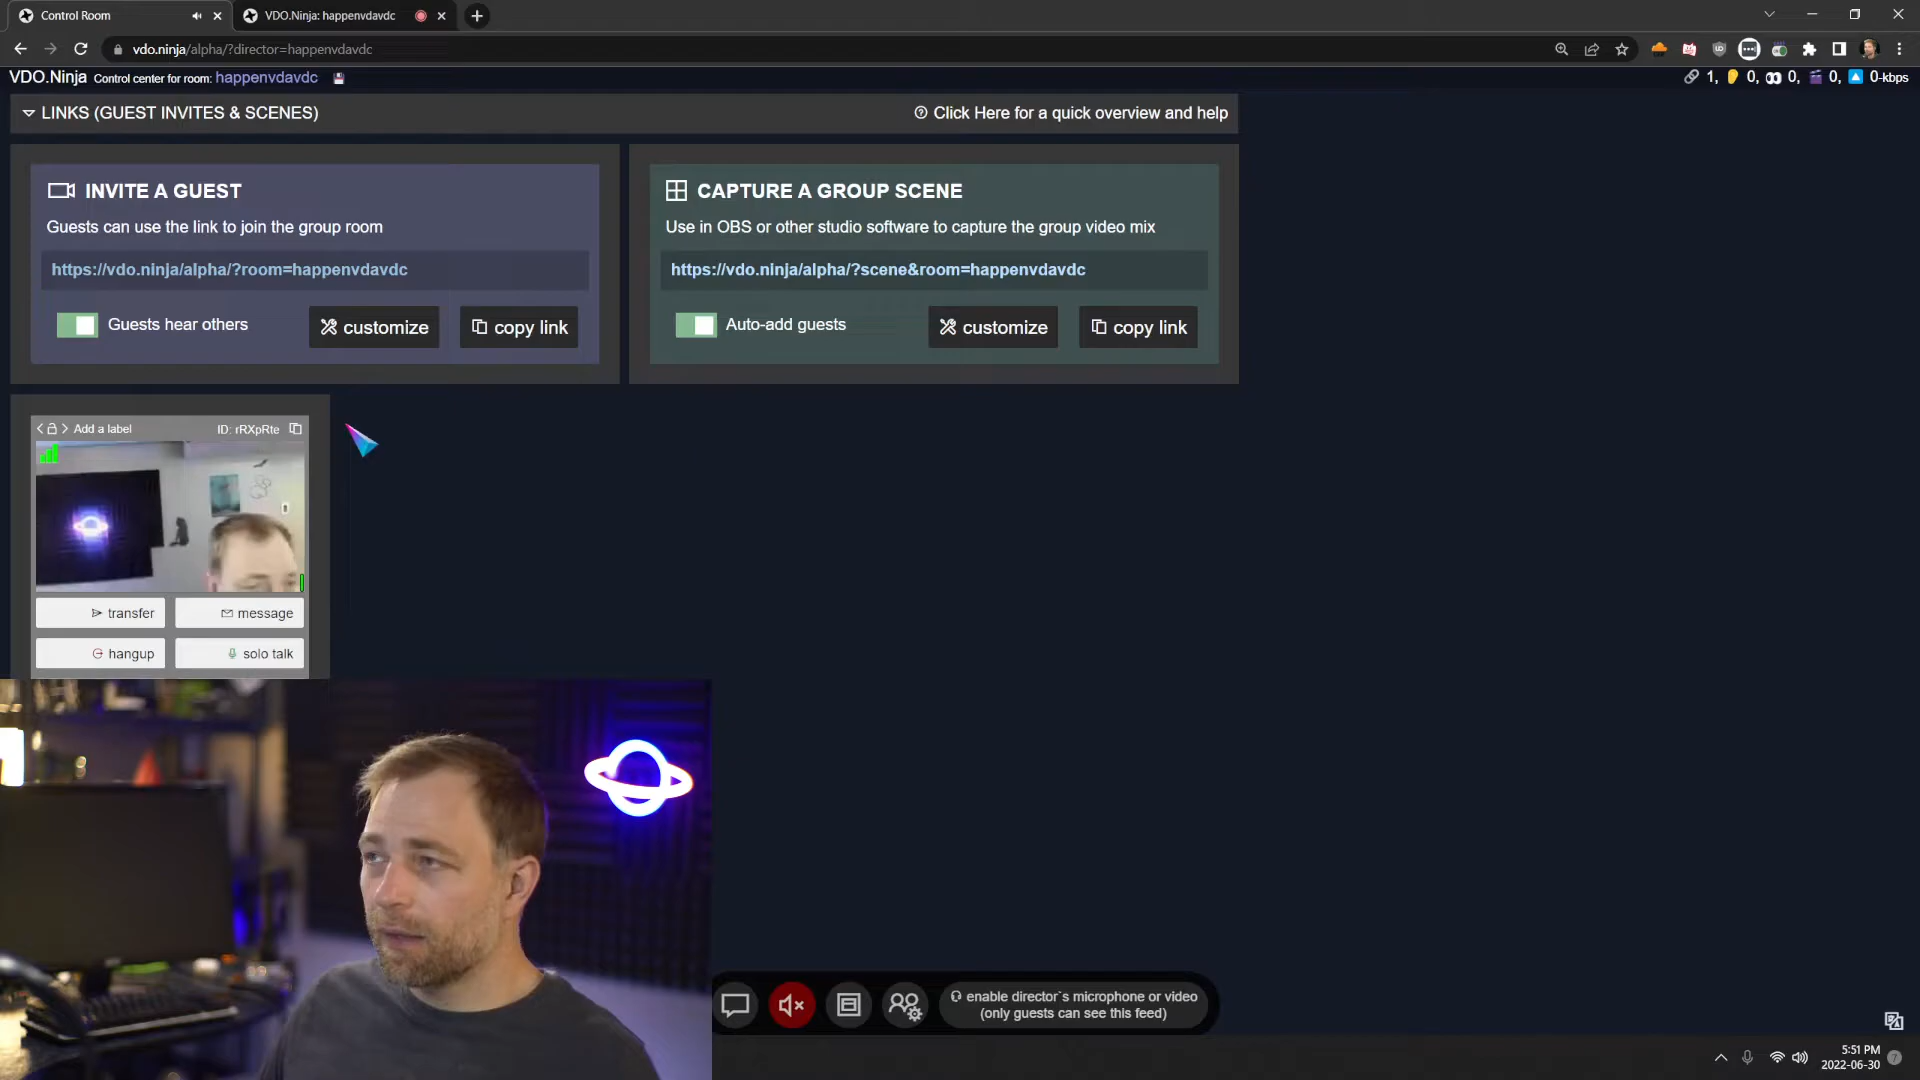 Control Room
VDO.Ninja: happenvdavdc
vdo.ninja/alpha/?director=happenvdavdc
VDO.Ninja Control center for room: happenvdavdc
1, 0, 0, 0, 0-kbps
LINKS (GUEST INVITES & SCENES)
Click Here for a quick overview and help
INVITE A GUEST
Guests can use the link to join the group room
https://vdo.ninja/alpha/?room=happenvdavdc
Guests hear others
customize
copy link
CAPTURE A GROUP SCENE
Use in OBS or other studio software to capture the group video mix
https://vdo.ninja/alpha/?scene&room=happenvdavdc
Auto-add guests
customize
copy link
Add a label
ID: rRXpRte
transfer
message
hangup
solo talk
enable director`s microphone or video
(only guests can see this feed)
5:51 PM
2022-06-30
7